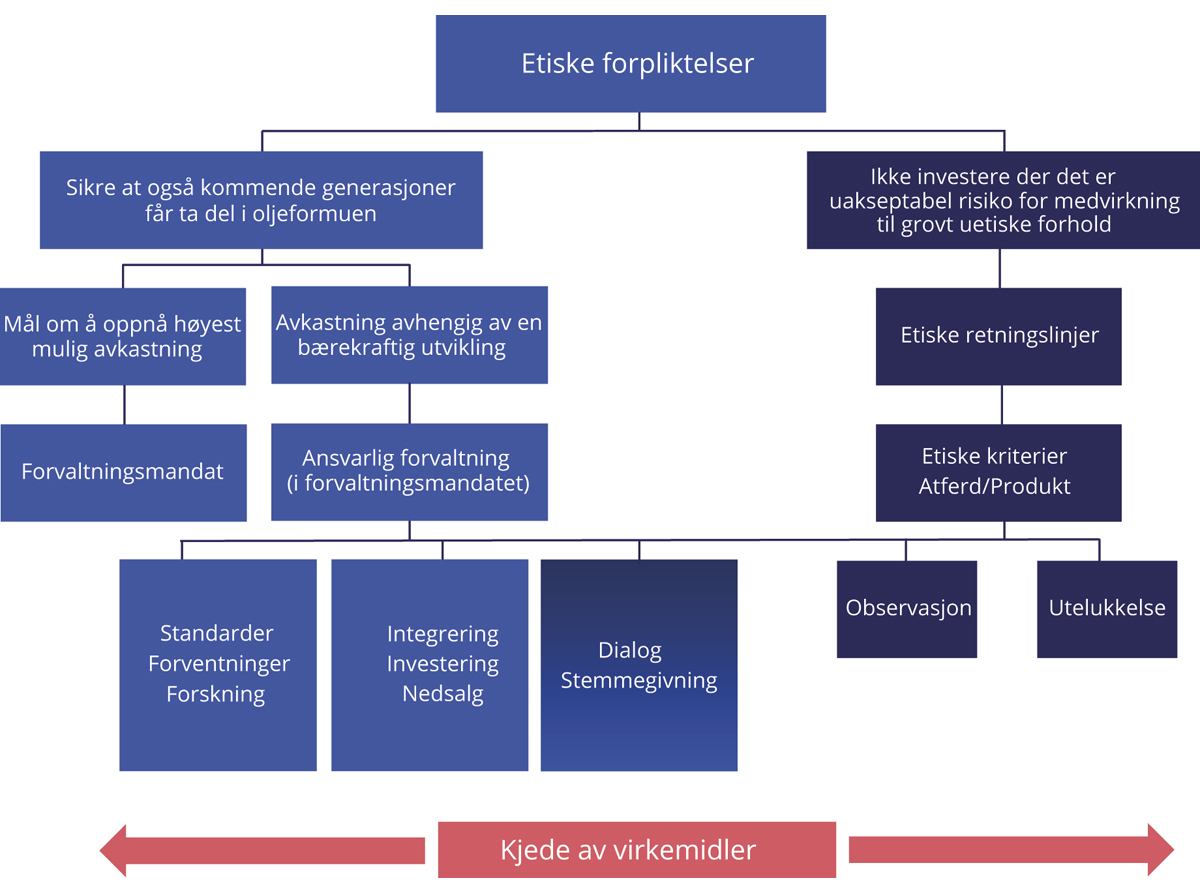 Etiske forpliktelser
Sikre at også kommende generasjoner
får ta del i oljeformuen
Ikke investere der det er
uakseptabel risiko for medvirkning
til grovt uetiske forhold
Mål om å oppnå høyest
mulig avkastning
Avkastning avhengig av en
bærekraftig utvikling
Etiske retningslinjer
Forvaltningsmandat
Ansvarlig forvaltning
(i forvaltningsmandatet)
Etiske kriterier
Atferd/Produkt
Standarder
Forventninger
Forskning
Integrering
Investering
Nedsalg
Dialog
Stemmegivning
Observasjon
Utelukkelse
Kjede av virkemidler